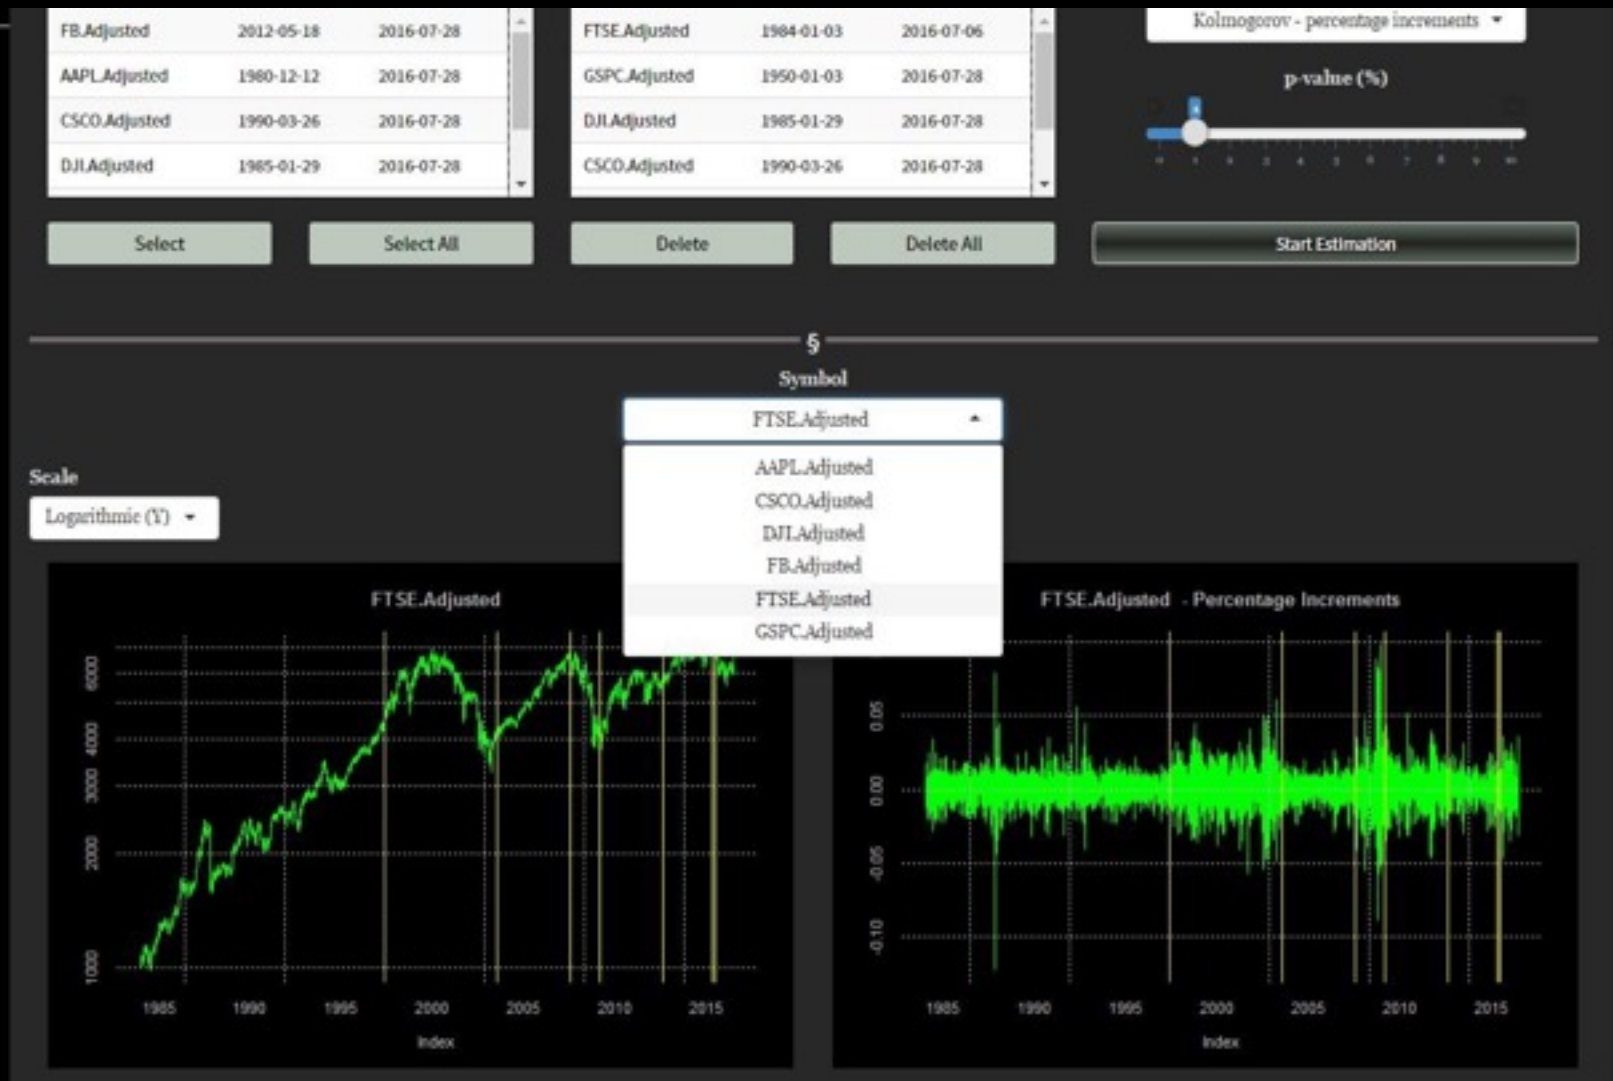 FB.Adjusted 2012-05-18 2016-07-28
AAPL.Adjusted 1980-12-12 2016-07-28
CSCO.Adjusted 1990-03-26 2016-07-28
DJI.Adjusted 1985-01-29 2016-07-28
FTSE.Adjusted 1984-01-03 2016-07-06
GSPC.Adjusted 1950-01-03 2016-07-28
DJI.Adjusted 1985-01-29 2016-07-28
CSCO.Adjusted 1990-03-26 2016-07-28
Kolmogorov - percentage increments
p-value (%)
Select
Select All
Delete
Delete All
Start Estimation
§
Symbol
FTSE.Adjusted
AAPL.Adjusted
CSCO.Adjusted
DJI.Adjusted
FB.Adjusted
FTSE.Adjusted
GSPC.Adjusted
Scale
Logarithmic (Y)
FTSE.Adjusted
6000
4000
3000
2000
1000
1985 1990 1995 2000 2005 2010 2015
Index
FTSE.Adjusted - Percentage Increments
0.05
0.00
-0.05
-0.10
1985 1990 1995 2000 2005 2010 2015
Index